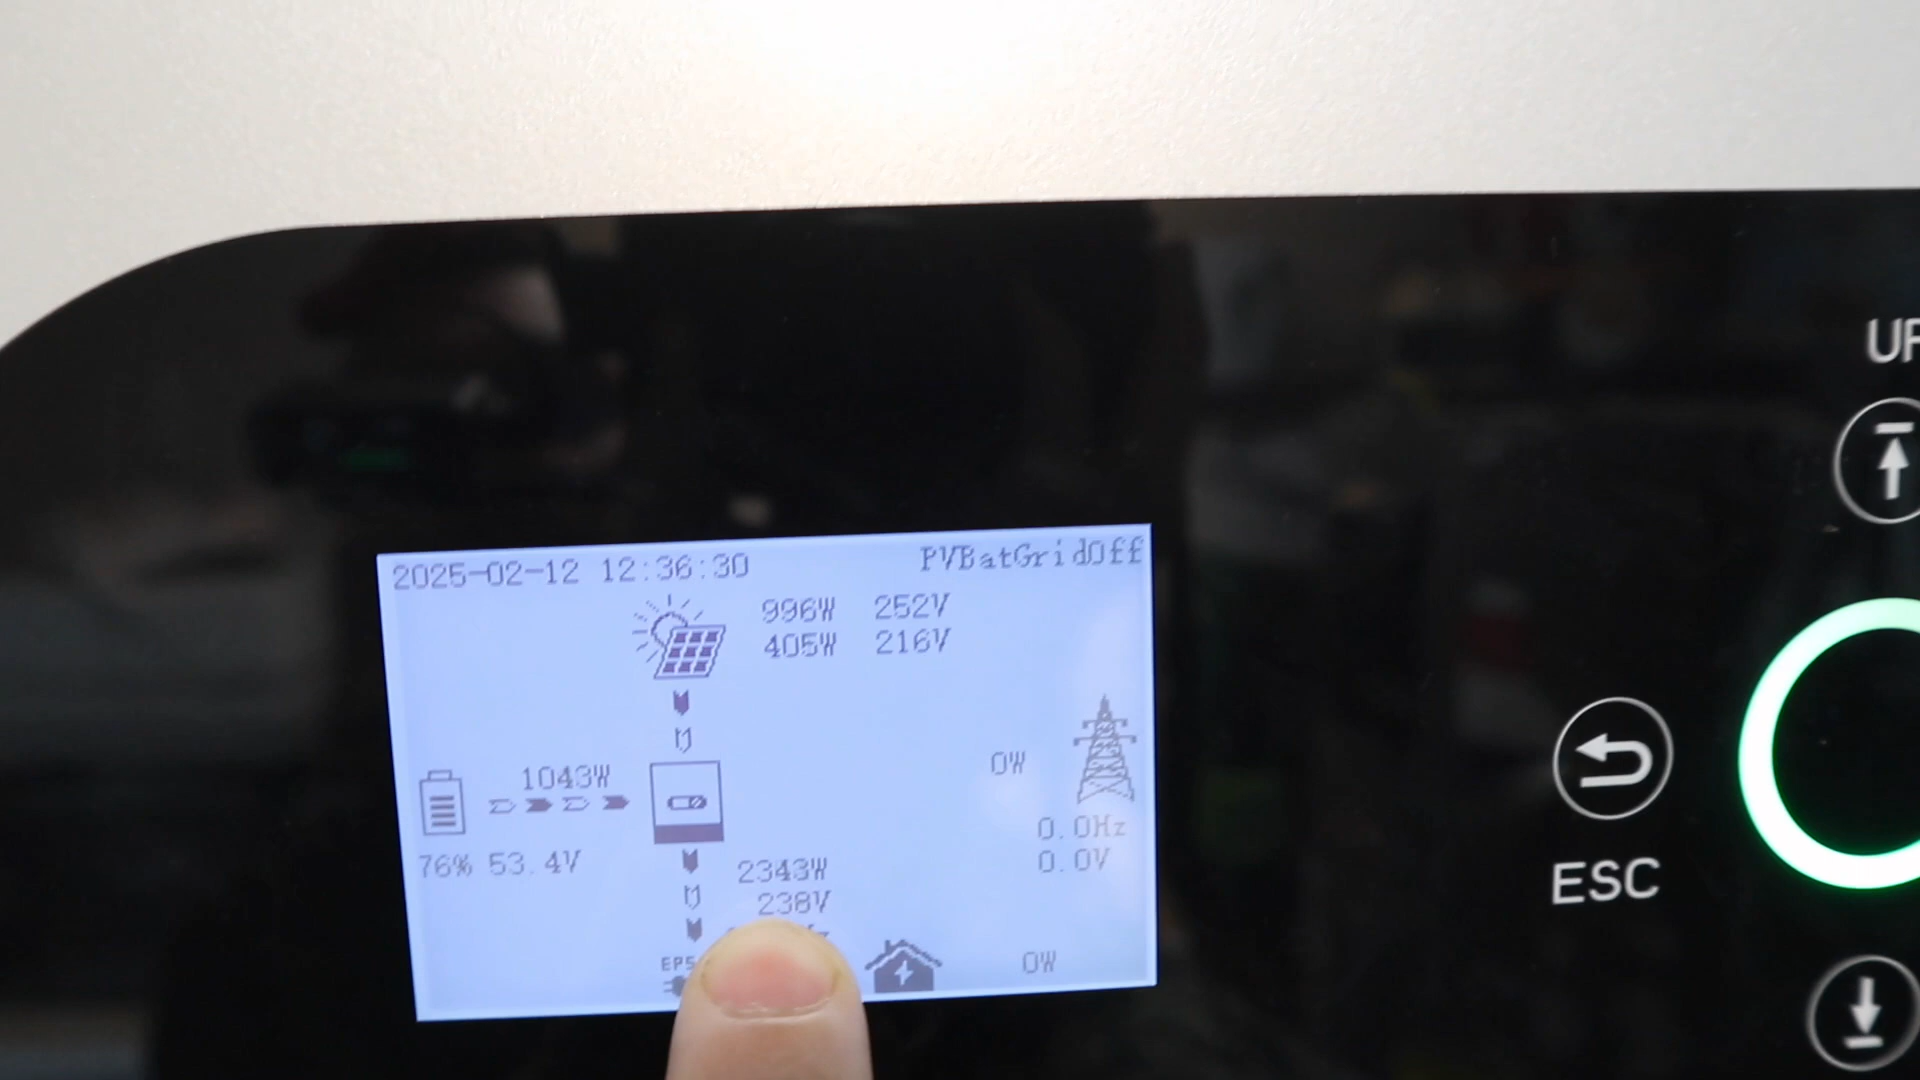 2025-02-12 12:36:30 PVBatGridOff
996W 252V
405W 216V
1043W
0W
76% 53.4V
0.0Hz
0.0V
2343W
238V
EPS
0W
ESC